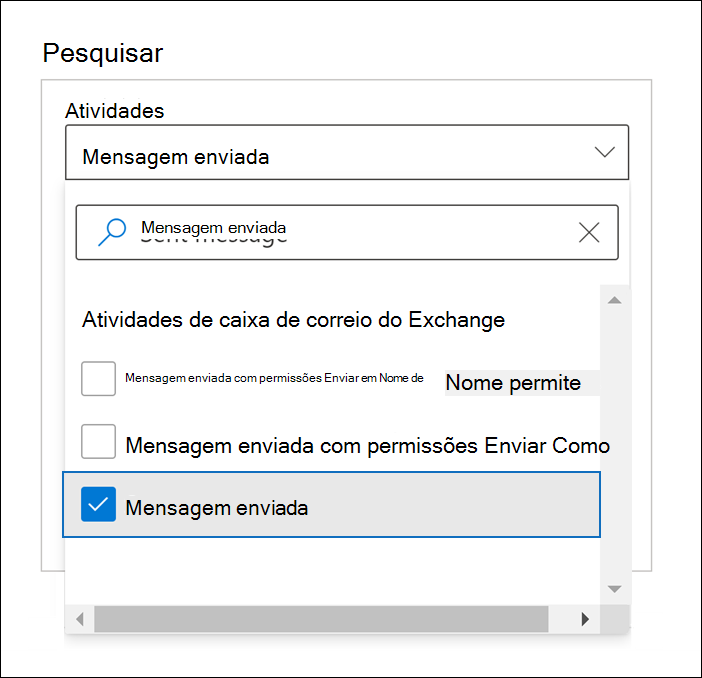 Pesquisar
Atividades
Mensagem enviada
Mensagem enviada
Sent message
Atividades de caixa de correio do Exchange
Mensagem enviada com permissões Enviar em Nome de Nome permite
Mensagem enviada com permissões Enviar Como
Mensagem enviada